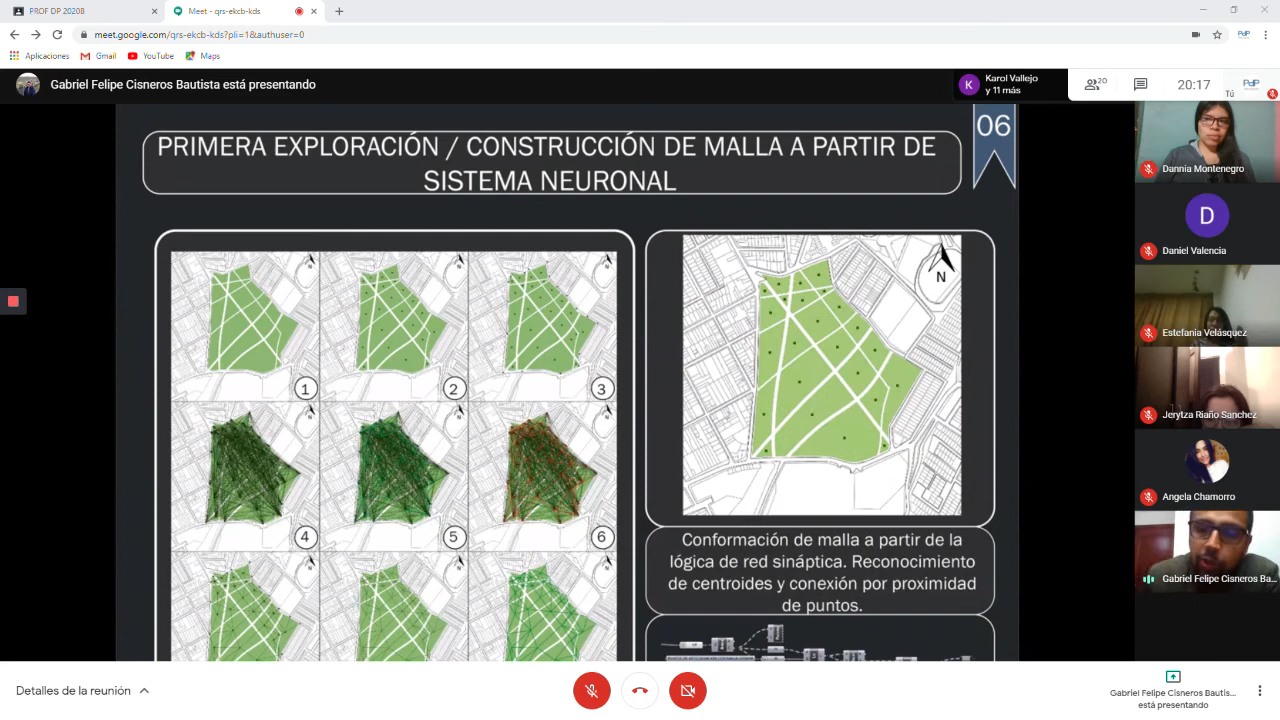 PROF DP 2020B
Meet - qrs-ekcb-kds
meet.google.com/qrs-ekcb-kds?pli=1&authuser=0
Aplicaciones
Gmail
YouTube
Maps
Gabriel Felipe Cisneros Bautista está presentando
K
Karol Vallejo
y 11 más
20
20:17
Tú
PdP
06
PRIMERA EXPLORACIÓN / CONSTRUCCIÓN DE MALLA A PARTIR DE
SISTEMA NEURONAL
1
2
3
4
5
6
N
Conformación de malla a partir de la
lógica de red sináptica. Reconocimiento
de centroides y conexión por proximidad
de puntos.
Dannia Montenegro
D
Daniel Valencia
Estefania Velásquez
Jerytza Riaño Sanchez
Angela Chamorro
Gabriel Felipe Cisneros Ba...
Detalles de la reunión
Gabriel Felipe Cisneros Bautis...
está presentando